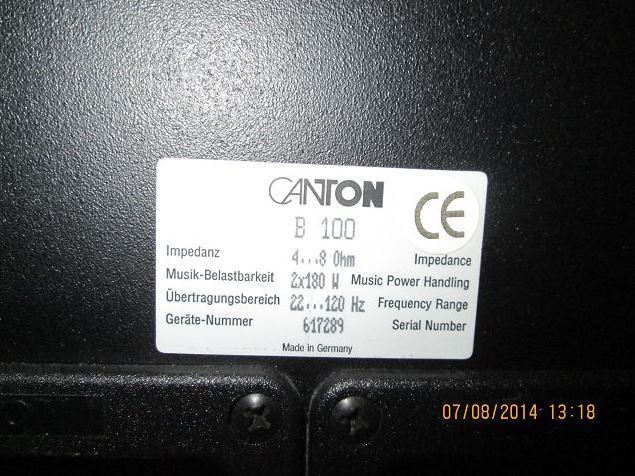 CANTON
CE
B 100
Impedanz 4...8 Ohm Impedance
Musik-Belastbarkeit 2x180 W Music Power Handling
Übertragungsbereich 22...120 Hz Frequency Range
Geräte-Nummer 617289 Serial Number
Made in Germany
07/08/2014 13:18